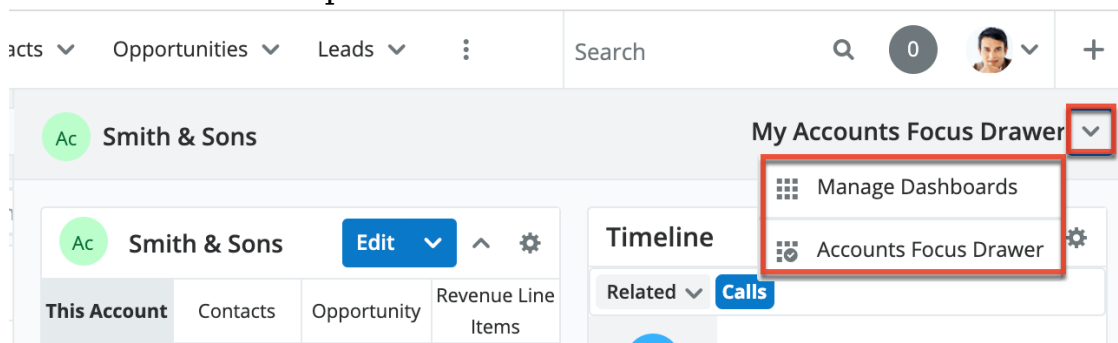 Opportunities
Leads
Search
0
Ac Smith & Sons
My Accounts Focus Drawer
Manage Dashboards
Accounts Focus Drawer
Ac Smith & Sons
Edit
Timeline
This Account
Contacts
Opportunity
Revenue Line
Items
Related
Calls